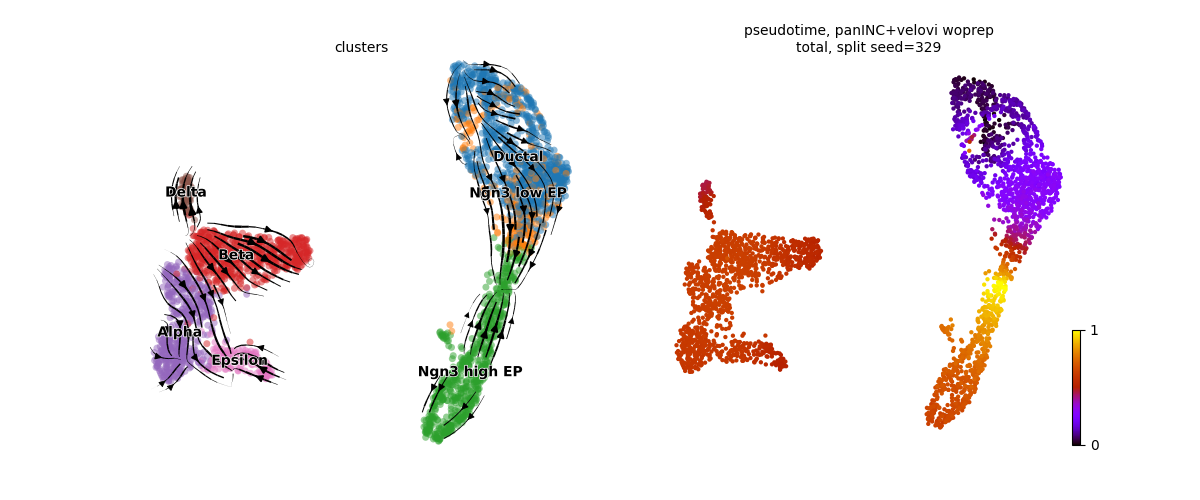 clusters
pseudotime, panINC+velovi woprep
total, split seed=329
Ductal
Ngn3 low EP
Delta
Beta
Alpha
Epsilon
Ngn3 high EP
1
0